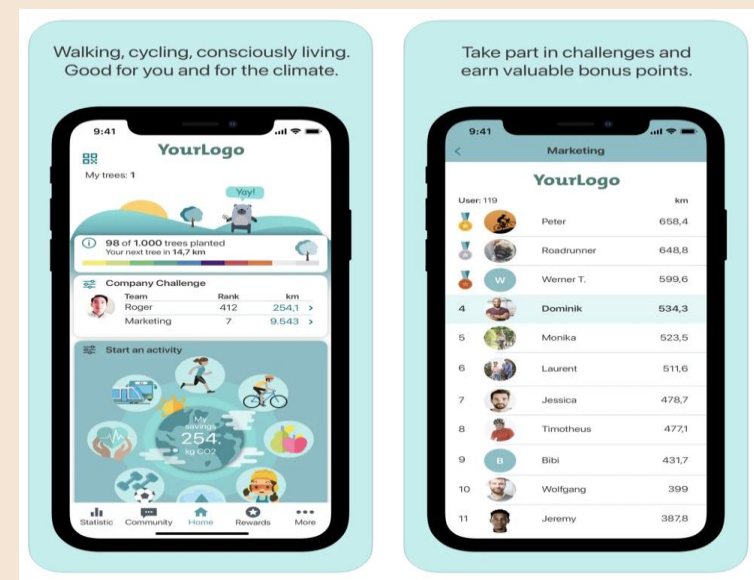 Walking, cycling, consciously living.
Good for you and for the climate.
9:41
YourLogo
My trees: 1
Yay!
98 of 1.000 trees planted
Your next tree in 14,7 km
Company Challenge
Team Rank km
Roger 412 254,1 >
Marketing 7 9.543 >
Start an activity
My
savings
254.
kg CO2
Statistic Community Home Rewards More
Take part in challenges and
earn valuable bonus points.
9:41
< Marketing
YourLogo
User: 119 km
Peter 658,4
Roadrunner 648,8
W Werner T. 599,6
4 Dominik 534,3
5 Monika 523,5
6 Laurent 511,6
7 Jessica 478,7
8 Timotheus 477,1
9 B Bibi 431,7
10 Wolfgang 399
11 Jeremy 387,8